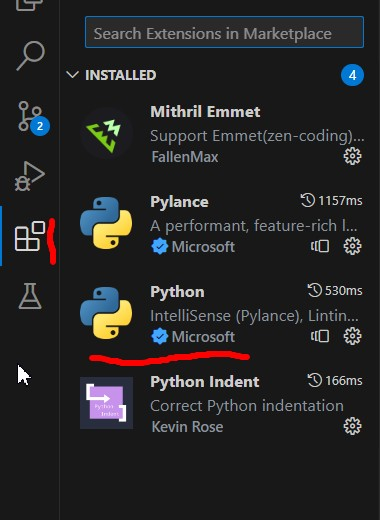 Search Extensions in Marketplace
INSTALLED
4
Mithril Emmet
Support Emmet(zen-coding)...
FallenMax
2
Pylance 1157ms
A performant, feature-rich l...
Microsoft
Python 530ms
IntelliSense (Pylance), Lintin...
Microsoft
Python Indent 166ms
Python
Indent
Correct Python indentation
Kevin Rose